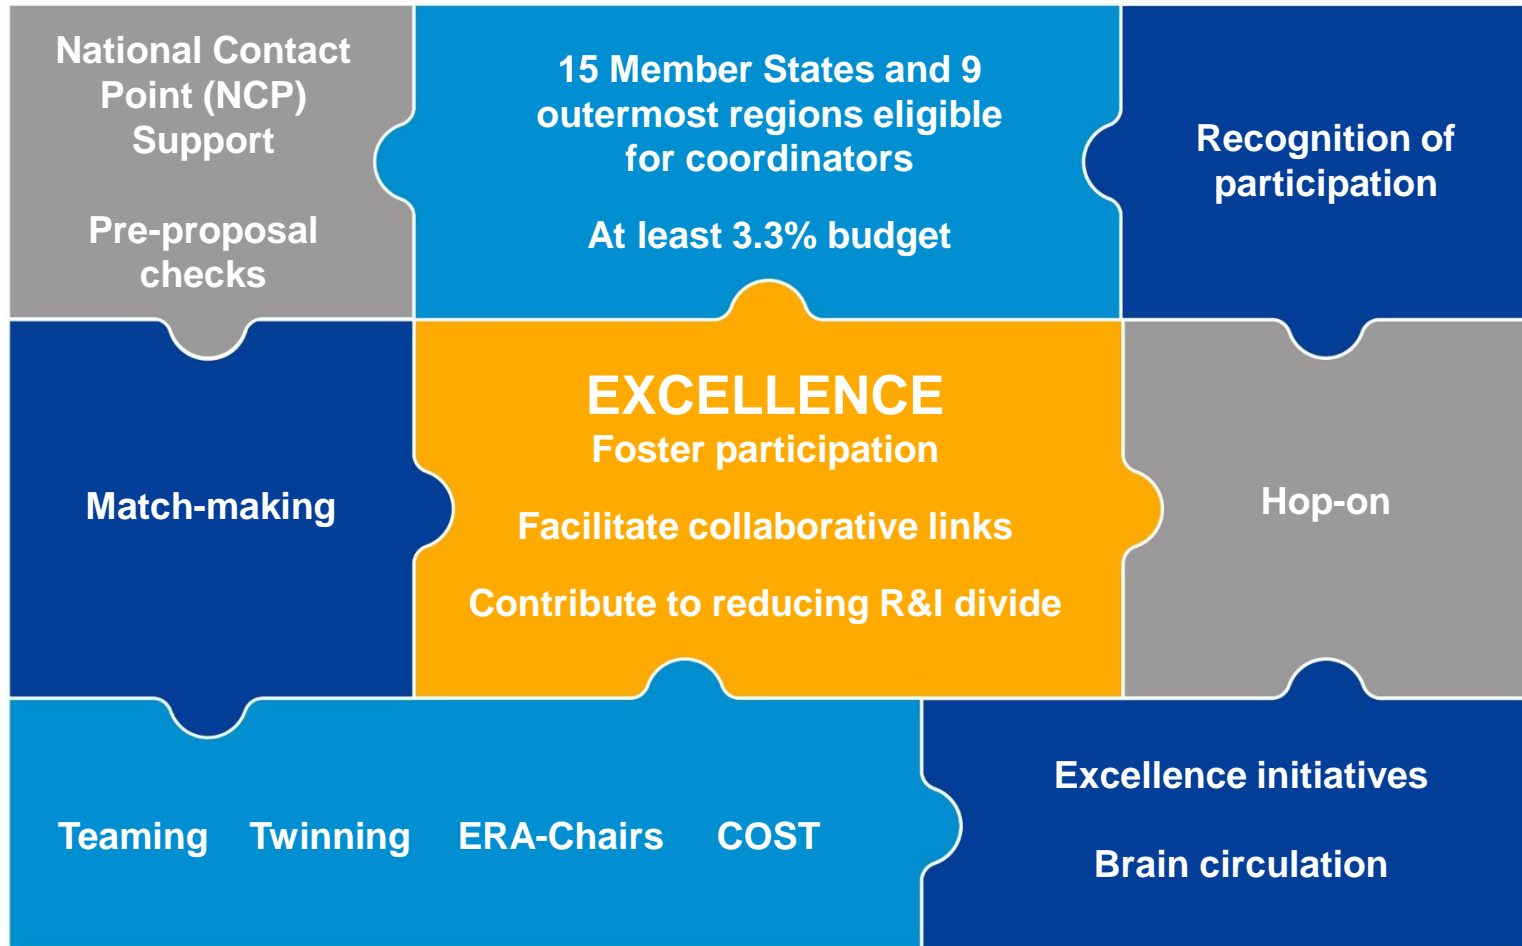 National Contact
Point (NCP)
Support
Pre-proposal
checks
15 Member States and 9
outermost regions eligible
for coordinators
At least 3.3% budget
Recognition of
participation
Match-making
EXCELLENCE
Foster participation
Facilitate collaborative links
Contribute to reducing R&I divide
Hop-on
Teaming Twinning ERA-Chairs COST
Excellence initiatives
Brain circulation